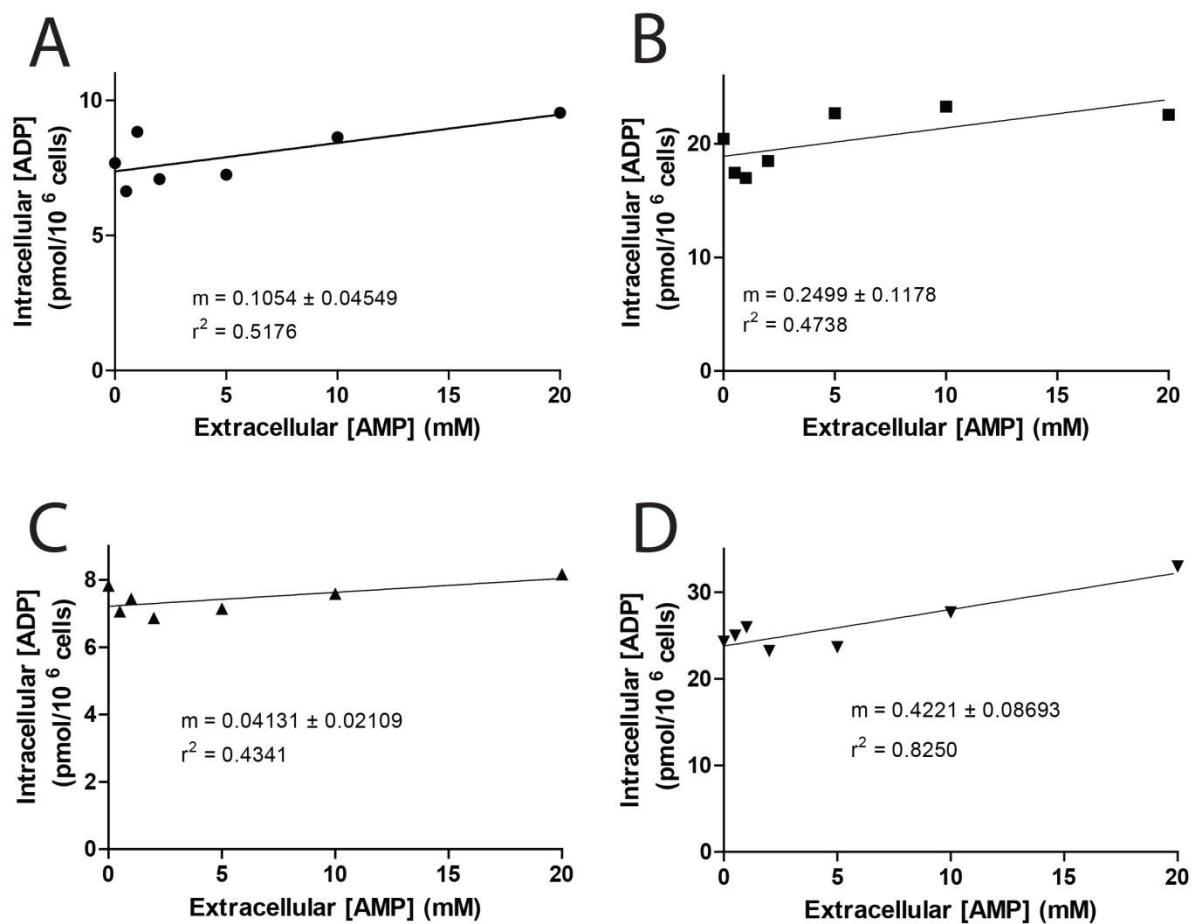 A
Intracellular [ADP]
(pmol/10 6 cells)
10
5
0
m = 0.1054 ± 0.04549
r2 = 0.5176
0 5 10 15 20
Extracellular [AMP] (mM)
B
Intracellular [ADP]
(pmol/10 6 cells)
20
10
0
m = 0.2499 ± 0.1178
r2 = 0.4738
0 5 10 15 20
Extracellular [AMP] (mM)
C
Intracellular [ADP]
(pmol/10 6 cells)
8
6
4
2
0
m = 0.04131 ± 0.02109
r2 = 0.4341
0 5 10 15 20
Extracellular [AMP] (mM)
D
Intracellular [ADP]
(pmol/10 6 cells)
30
20
10
0
m = 0.4221 ± 0.08693
r2 = 0.8250
0 5 10 15 20
Extracellular [AMP] (mM)